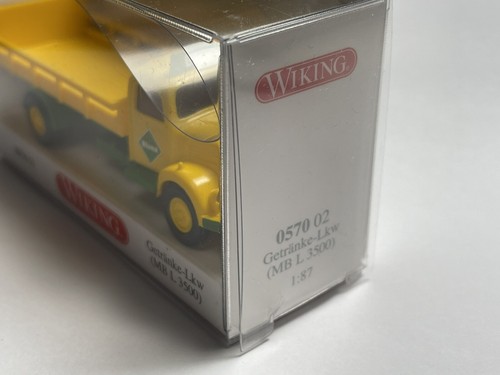 WIKING
0570 02
Getränke-Lkw
(MB L 3500)
1:87
WIKING
Getränke-Lkw
(MB L 3500)